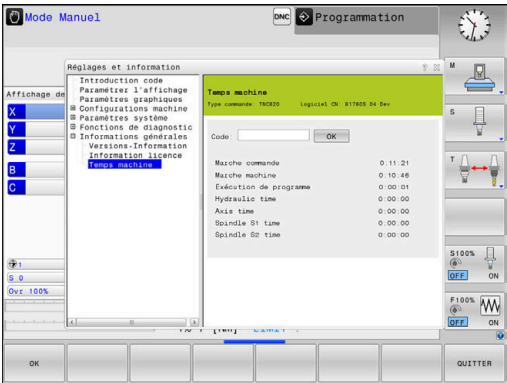 Mode Manuel
DNC
Programmation
Réglages et information
Affichage de
X
Y
Z
B
C
1
S 0
Ovr 100%
Introduction code
Paramétrer l'affichage
Paramètres graphiques
Configurations machine
Paramètres système
Fonctions de diagnostic
Informations générales
Versions-Information
Information licence
Temps machine
Temps machine
Type commande: TNC620 Logiciel CN: 817605 04 Dev
Code: OK
Marche commande 0:11:21
Marche machine 0:10:46
Exécution de programme 0:00:01
Hydraulic time 0:00:00
Axis time 0:00:00
Spindle S1 time 0:00:00
Spindle S2 time 0:00:00
M
S
T
S100%
OFF ON
F100%
OFF ON
OK
QUITTER